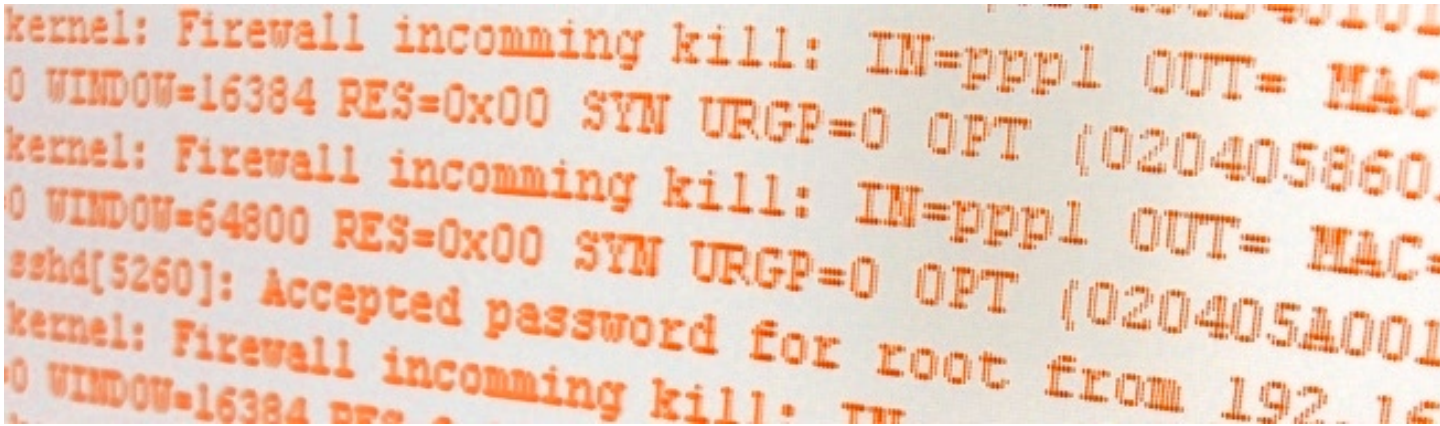 kernel: Firewall incomming kill: IN=ppp1 OUT= MAC
0 WINDOW=16384 RES=0x00 SYN URGP=0 OPT (020405860
kernel: Firewall incomming kill: IN=ppp1 OUT= MAC=
0 WINDOW=64800 RES=0x00 SYN URGP=0 OPT (020405A001
sshd[5260]: Accepted password for root from 192.16
kernel: Firewall incomming kill: IN
0 WINDOW=16384 RES